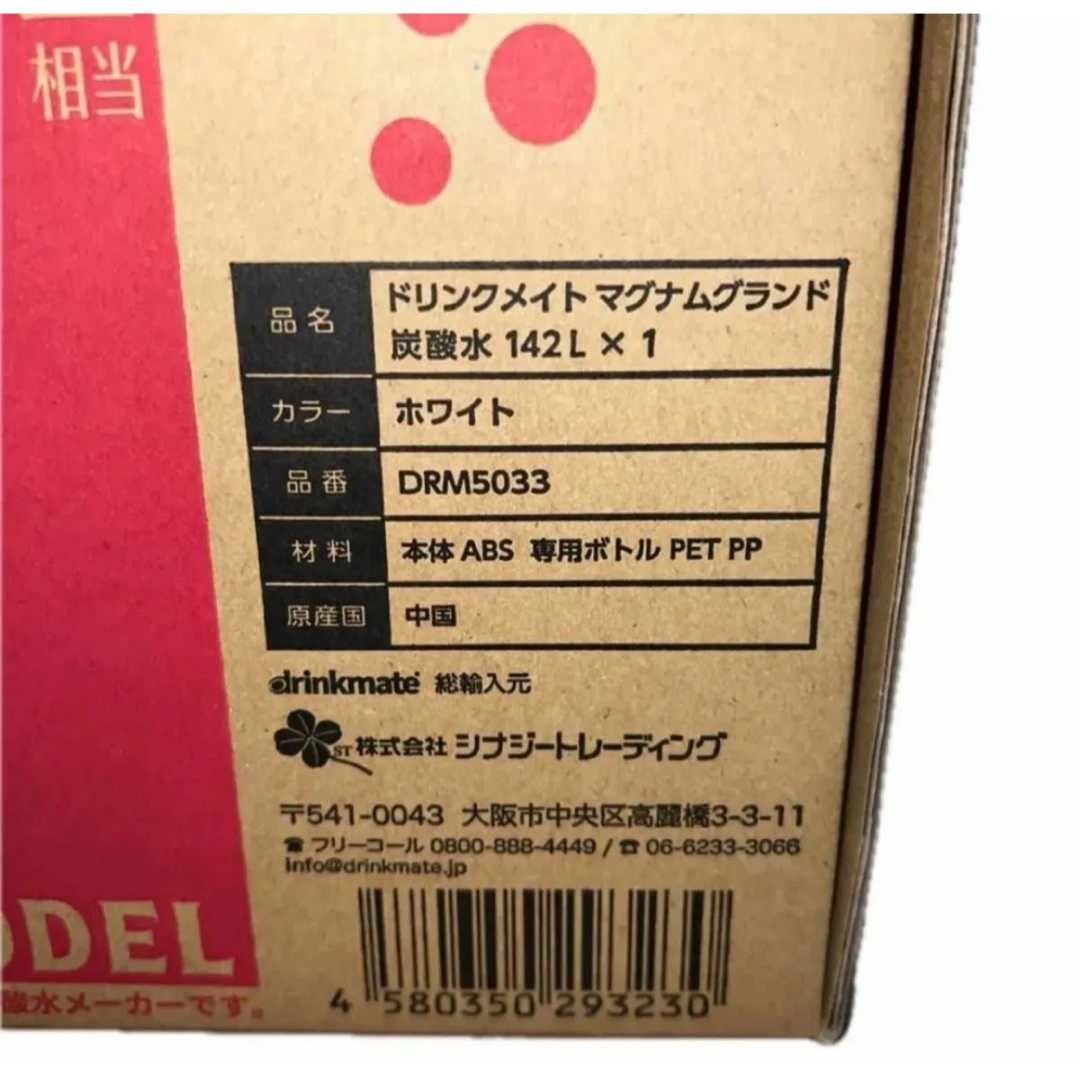 相当
品名
ドリンクメイト マグナムグランド
炭酸水 142L × 1
カラー ホワイト
品番 DRM5033
材料 本体 ABS 専用ボトル PET PP
原産国 中国
drinkmate 総輸入元
ST 株式会社 シナジートレーディング
〒541-0043 大阪市中央区高麗橋3-3-11
☎ フリーコール 0800-888-4449 / ☎ 06-6233-3066
info@drinkmate.jp
ODEL
酸水メーカーです。
4 580350 293230